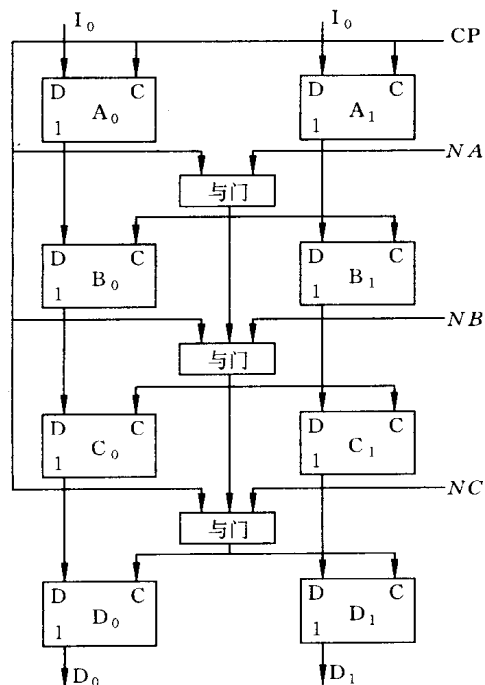 I₀ I₀
CP
D C D C
A₀ A₁
1 1
NA
与门
D C D C
B₀ B₁
1 1
NB
与门
D C D C
C₀ C₁
1 1
NC
与门
D C D C
D₀ D₁
1 1
D₀ D₁